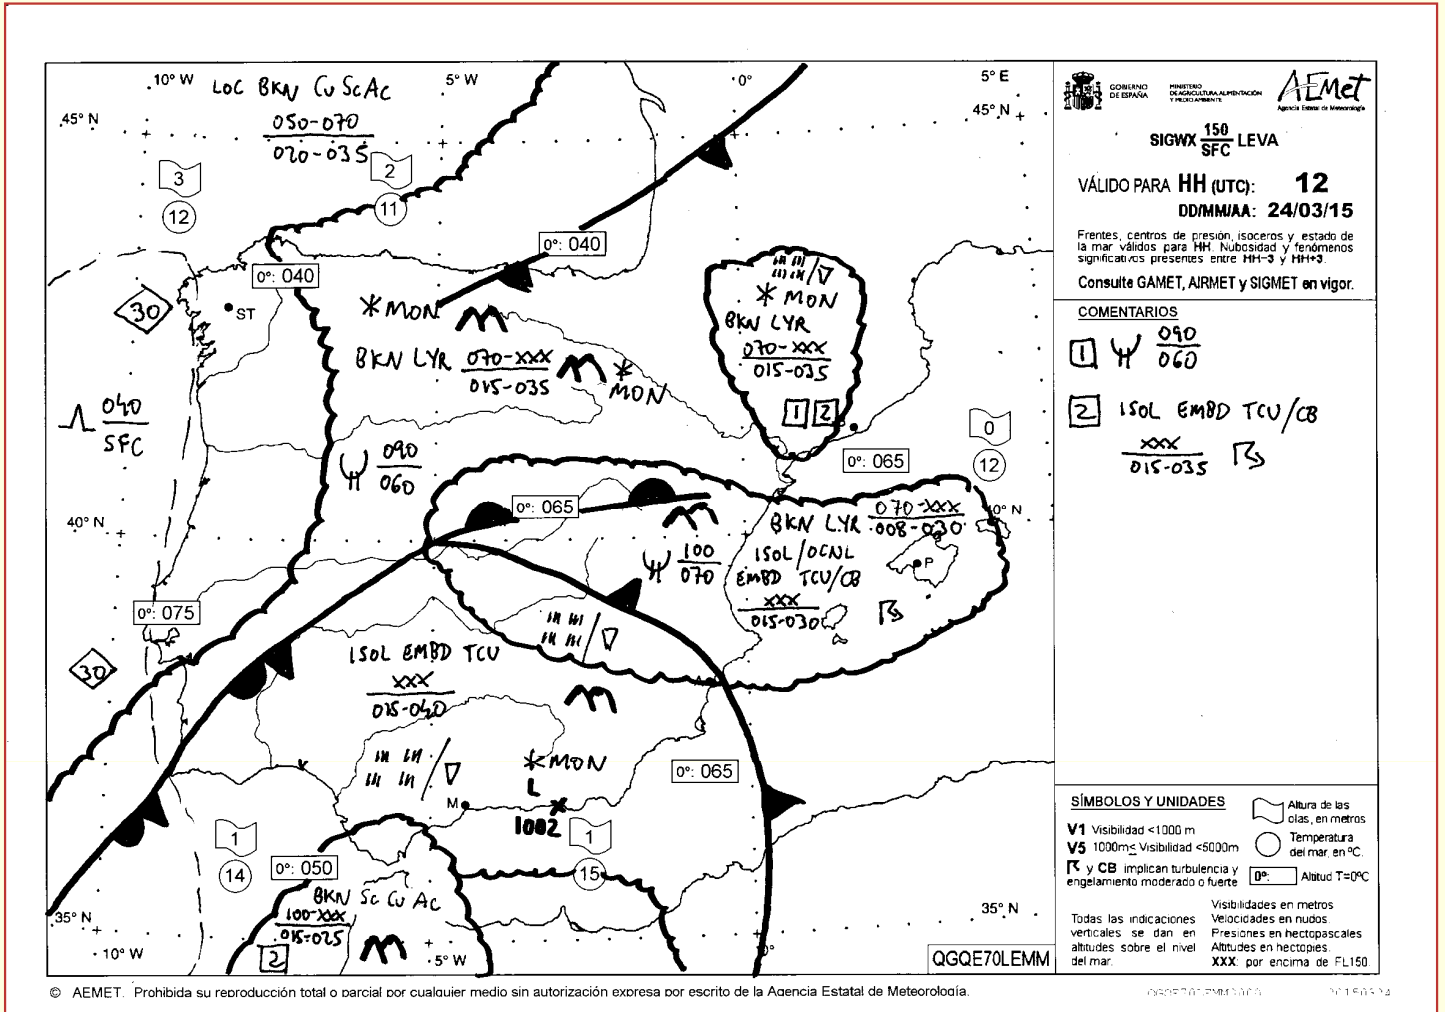 10° W
5° W
0°
5° E
45° N
45° N
LOC BKN Cu Sc Ac
050-070
020-035
3
12
2
11
0°: 040
0°: 040
30
ST
* MON
BKN LYR 070-XXX
015-035
* MON
040
SFC
090
060
* MON
BKN LYR
070-XXX
015-035
1 2
0°: 065
0
12
0°: 065
40° N
40° N
BKN LYR 070-XXX
008-030
ISOL/OCNL
EMBD TCU/CB
XXX
015-030
P
100
070
0°: 075
30
ISOL EMBD TCU
XXX
015-040
* MON
L
1002
M
0°: 065
1
14
1
15
0°: 050
BKN Sc Cu Ac
100-XXX
015-025
2
35° N
35° N
10° W
5° W
0°
QGQE70LEMM
GOBIERNO
DE ESPAÑA
MINISTERIO
DE AGRICULTURA, ALIMENTACIÓN
Y MEDIO AMBIENTE
AEMet
Agencia Estatal de Meteorología
SIGWX 150 LEVA
SFC
VÁLIDO PARA HH (UTC): 12
DD/MM/AA: 24/03/15
Frentes, centros de presión, isoceros y estado de
la mar válidos para HH. Nubosidad y fenómenos
significativos presentes entre HH-3 y HH+3.
Consulte GAMET, AIRMET y SIGMET en vigor.
COMENTARIOS
1 090
060
2 ISOL EMBD TCU/CB
XXX
015-035
SÍMBOLOS Y UNIDADES
V1 Visibilidad <1000 m
V5 1000m≤ Visibilidad <5000m
y CB implican turbulencia y
engelamiento moderado o fuerte
Altura de las
olas, en metros
Temperatura
del mar, en ºC.
0º: Altitud T=0ºC
Todas las indicaciones
verticales se dan en
altitudes sobre el nivel
del mar.
Visibilidades en metros
Velocidades en nudos
Presiones en hectopascales
Altitudes en hectopies.
XXX: por encima de FL150
© AEMET. Prohibida su reproducción total o parcial por cualquier medio sin autorización expresa por escrito de la Agencia Estatal de Meteorología.